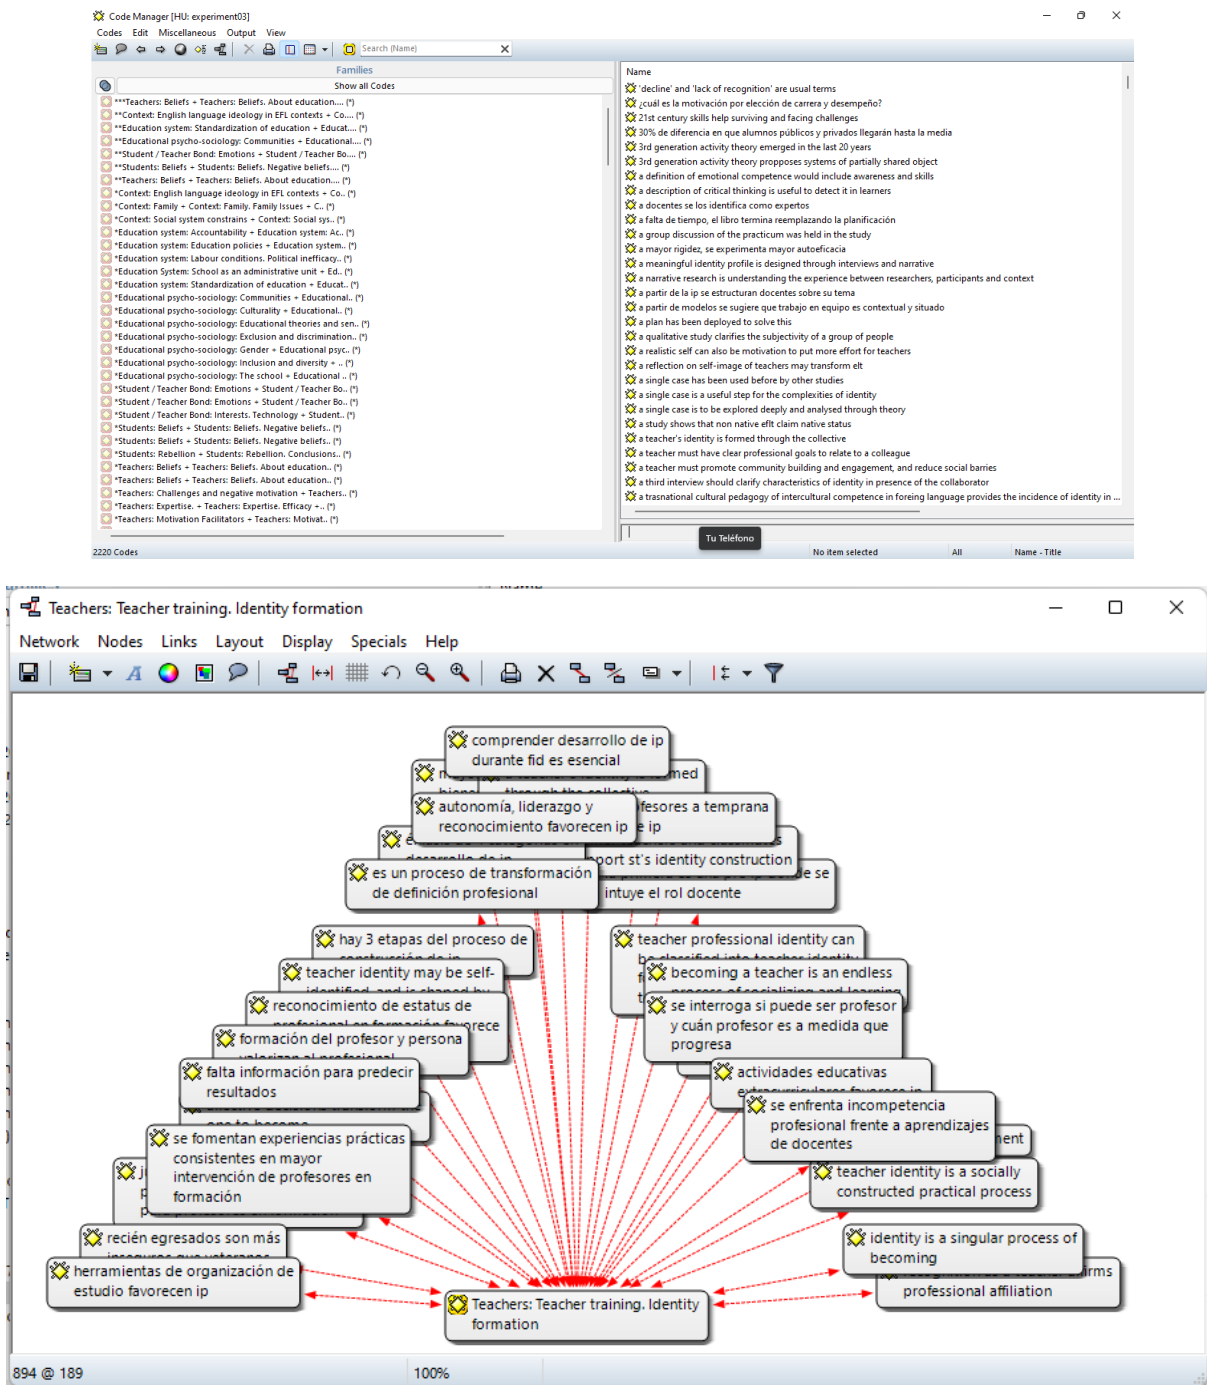 Code Manager [HU: experiment03]
Codes Edit Miscellaneous Output View
Search (Name)
Families
Show all Codes
***Teachers: Beliefs + Teachers: Beliefs. About education.... (*)
**Context: English language ideology in EFL contexts + Co.... (*)
**Education system: Standardization of education + Educat.... (*)
**Educational psycho-sociology: Communities + Educational.... (*)
**Student / Teacher Bond: Emotions + Student / Teacher Bo.... (*)
**Students: Beliefs + Students: Beliefs. Negative beliefs.... (*)
**Teachers: Beliefs + Teachers: Beliefs. About education.... (*)
*Context: English language ideology in EFL contexts + Co.. (*)
*Context: Family + Context: Family. Family Issues + C.. (*)
*Context: Social system constrains + Context: Social sys.. (*)
*Education system: Accountability + Education system: Ac.. (*)
*Education system: Education policies + Education system.. (*)
*Education system: Labour conditions. Political inefficacy.. (*)
*Education System: School as an administrative unit + Ed.. (*)
*Education system: Standardization of education + Educat.. (*)
*Educational psycho-sociology: Communities + Educational.. (*)
*Educational psycho-sociology: Culturality + Educational.. (*)
*Educational psycho-sociology: Educational theories and sen.. (*)
*Educational psycho-sociology: Exclusion and discrimination.. (*)
*Educational psycho-sociology: Gender + Educational psyc.. (*)
*Educational psycho-sociology: Inclusion and diversity + .. (*)
*Educational psycho-sociology: The school + Educational .. (*)
*Student / Teacher Bond: Emotions + Student / Teacher Bo.. (*)
*Student / Teacher Bond: Emotions + Student / Teacher Bo.. (*)
*Student / Teacher Bond: Interests. Technology + Student.. (*)
*Students: Beliefs + Students: Beliefs. Negative beliefs.. (*)
*Students: Beliefs + Students: Beliefs. Negative beliefs.. (*)
*Students: Rebellion + Students: Rebellion. Conclusions.. (*)
*Teachers: Beliefs + Teachers: Beliefs. About education.. (*)
*Teachers: Beliefs + Teachers: Beliefs. About education.. (*)
*Teachers: Challenges and negative motivation + Teachers.. (*)
*Teachers: Expertise. + Teachers: Expertise. Efficacy +.. (*)
*Teachers: Motivation Facilitators + Teachers: Motivat.. (*)
Name
'decline' and 'lack of recognition' are usual terms
¿cuál es la motivación por elección de carrera y desempeño?
21st century skills help surviving and facing challenges
30% de diferencia en que alumnos públicos y privados llegarán hasta la media
3rd generation activity theory emerged in the last 20 years
3rd generation activity theory propposes systems of partially shared object
a definition of emotional competence would include awareness and skills
a description of critical thinking is useful to detect it in learners
a docentes se los identifica como expertos
a falta de tiempo, el libro termina reemplazando la planificación
a group discussion of the practicum was held in the study
a mayor rigidez, se experimenta mayor autoeficacia
a meaningful identity profile is designed through interviews and narrative
a narrative research is understanding the experience between researchers, participants and context
a partir de la ip se estructuran docentes sobre su tema
a partir de modelos se sugiere que trabajo en equipo es contextual y situado
a plan has been deployed to solve this
a qualitative study clarifies the subjectivity of a group of people
a realistic self can also be motivation to put more effort for teachers
a reflection on self-image of teachers may transform elt
a single case has been used before by other studies
a single case is a useful step for the complexities of identity
a single case is to be explored deeply and analysed through theory
a study shows that non native eflt claim native status
a teacher's identity is formed through the collective
a teacher must have clear professional goals to relate to a colleague
a teacher must promote community building and engagement, and reduce social barries
a third interview should clarify characteristics of identity in presence of the collaborator
a trasnational cultural pedagogy of intercultural competence in foreing language provides the incidence of identity in ...
Tu Teléfono
2220 Codes
No item selected
All
Name - Title
Teachers: Teacher training. Identity formation
Network Nodes Links Layout Display Specials Help
comprender desarrollo de ip
durante fid es esencial
autonomía, liderazgo y
reconocimiento favorecen ip
fesores a temprana
e ip
port st's identity construction
es un proceso de transformación
de definición profesional
de se
intuye el rol docente
hay 3 etapas del proceso de
construcción de ip
teacher professional identity can
be classified into teacher identity
teacher identity may be self-
identified, and is shaped by
becoming a teacher is an endless
process of socializing and learning
reconocimiento de estatus de
profesional en formación favorece
se interroga si puede ser profesor
y cuán profesor es a medida que
progresa
formación del profesor y persona
valorizan al profesional
falta información para predecir
resultados
actividades educativas
extracurriculares favorece ip
se enfrenta incompetencia
profesional frente a aprendizajes
de docentes
ment
se fomentan experiencias prácticas
consistentes en mayor
intervención de profesores en
formación
teacher identity is a socially
constructed practical process
recién egresados son más
inseguros que veteranos
identity is a singular process of
becoming
herramientas de organización de
estudio favorecen ip
professional affiliation
Teachers: Teacher training. Identity
formation
894 @ 189
100%